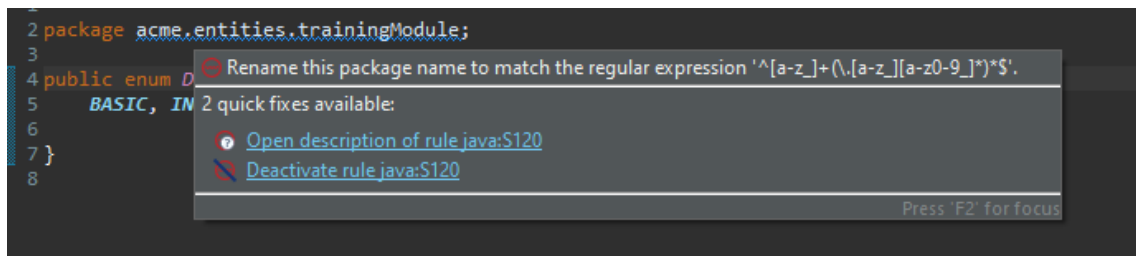 2 package acme.entities.trainingModule;
3
4 public enum D
5 BASIC, IN
6
7 }
8
Rename this package name to match the regular expression '^[a-z_]+(\.[a-z_][a-z0-9_]*)*$'.
2 quick fixes available:
Open description of rule java:S120
Deactivate rule java:S120
Press 'F2' for focus